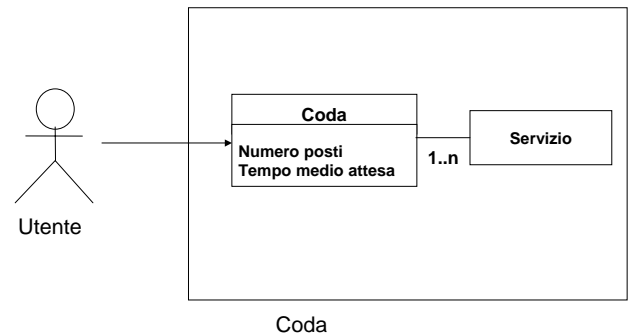 Coda
Numero posti
Tempo medio attesa
1..n
Servizio
Utente
Coda